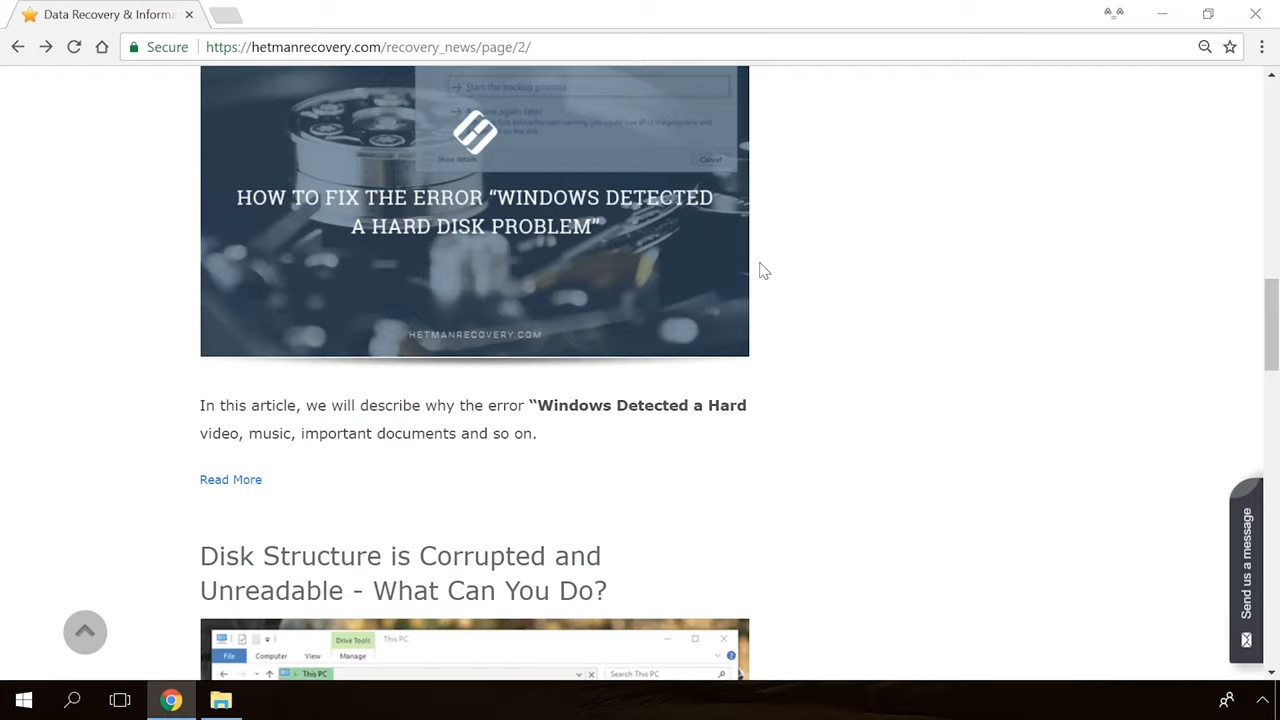 Data Recovery & Informa
Secure
https://hetmanrecovery.com/recovery_news/page/2/
Start the backup process
again later
Show details
Cancel
HOW TO FIX THE ERROR “WINDOWS DETECTED
A HARD DISK PROBLEM”
HETMANRECOVERY.COM
In this article, we will describe why the error “Windows Detected a Hard
video, music, important documents and so on.
Read More
Disk Structure is Corrupted and
Unreadable - What Can You Do?
Drive Tools
This PC
File
Computer
View
Manage
This PC
Search This PC
Send us a message